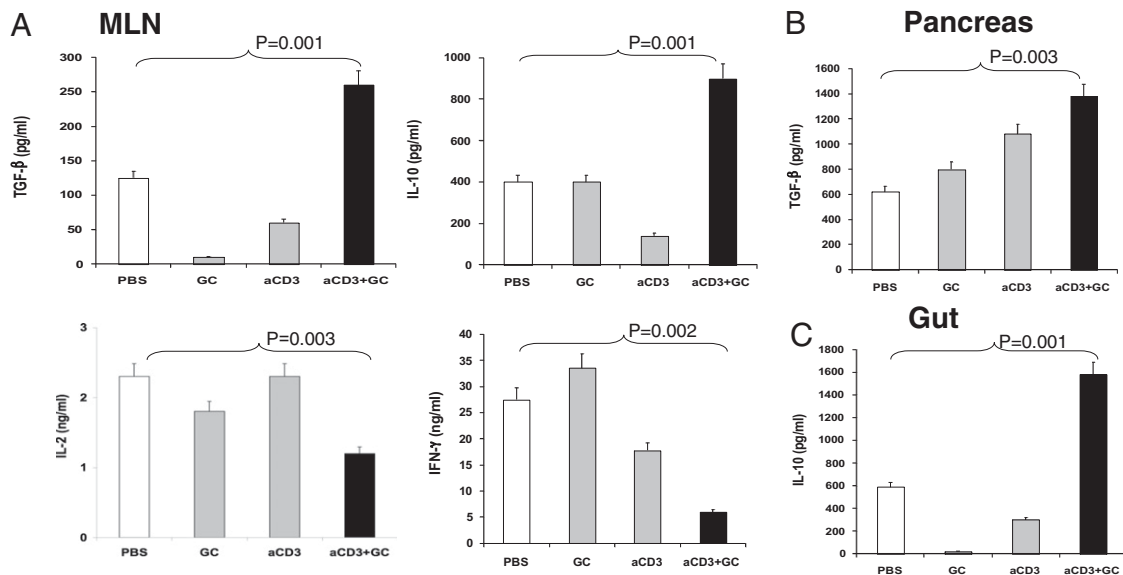 A
MLN
P=0.001
TGF-β (pg/ml)
300
250
200
150
100
50
0
PBS
GC
aCD3
aCD3+GC
P=0.001
IL-10 (pg/ml)
1000
800
600
400
200
0
PBS
GC
aCD3
aCD3+GC
B
Pancreas
P=0.003
TGF-β (pg/ml)
1600
1400
1200
1000
800
600
400
200
0
PBS
GC
aCD3
aCD3+GC
P=0.003
IL-2 (ng/ml)
3
2
1
0
PBS
GC
aCD3
aCD3+GC
P=0.002
IFN-γ (ng/ml)
40
35
30
25
20
15
10
5
0
PBS
GC
aCD3
aCD3+GC
C
Gut
P=0.001
IL-10 (pg/ml)
1600
1800
1400
1200
1000
800
600
400
200
0
PBS
GC
aCD3
aCD3+GC